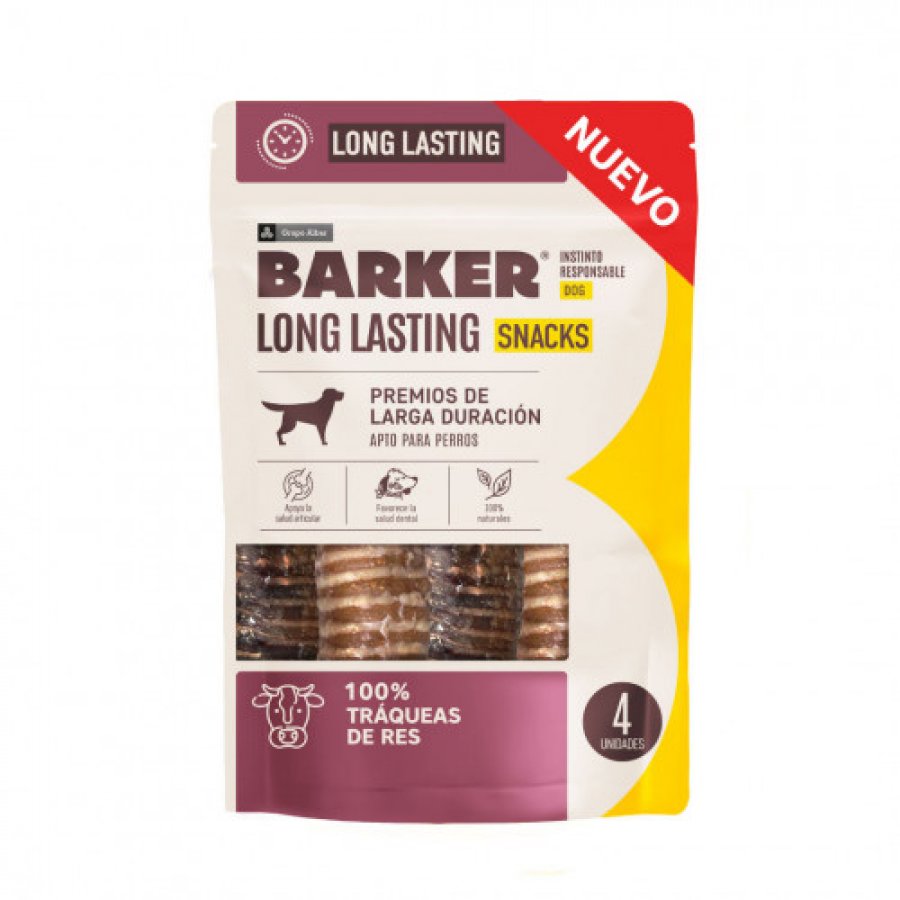 LONG LASTING
NUEVO
Grupo Albus
BARKER®
INSTINTO
RESPONSABLE
DOG
LONG LASTING SNACKS
PREMIOS DE
LARGA DURACIÓN
APTO PARA PERROS
Apoya la
salud articular
Favorece la
salud dental
100%
naturales
100%
TRÁQUEAS
DE RES
4
UNIDADES